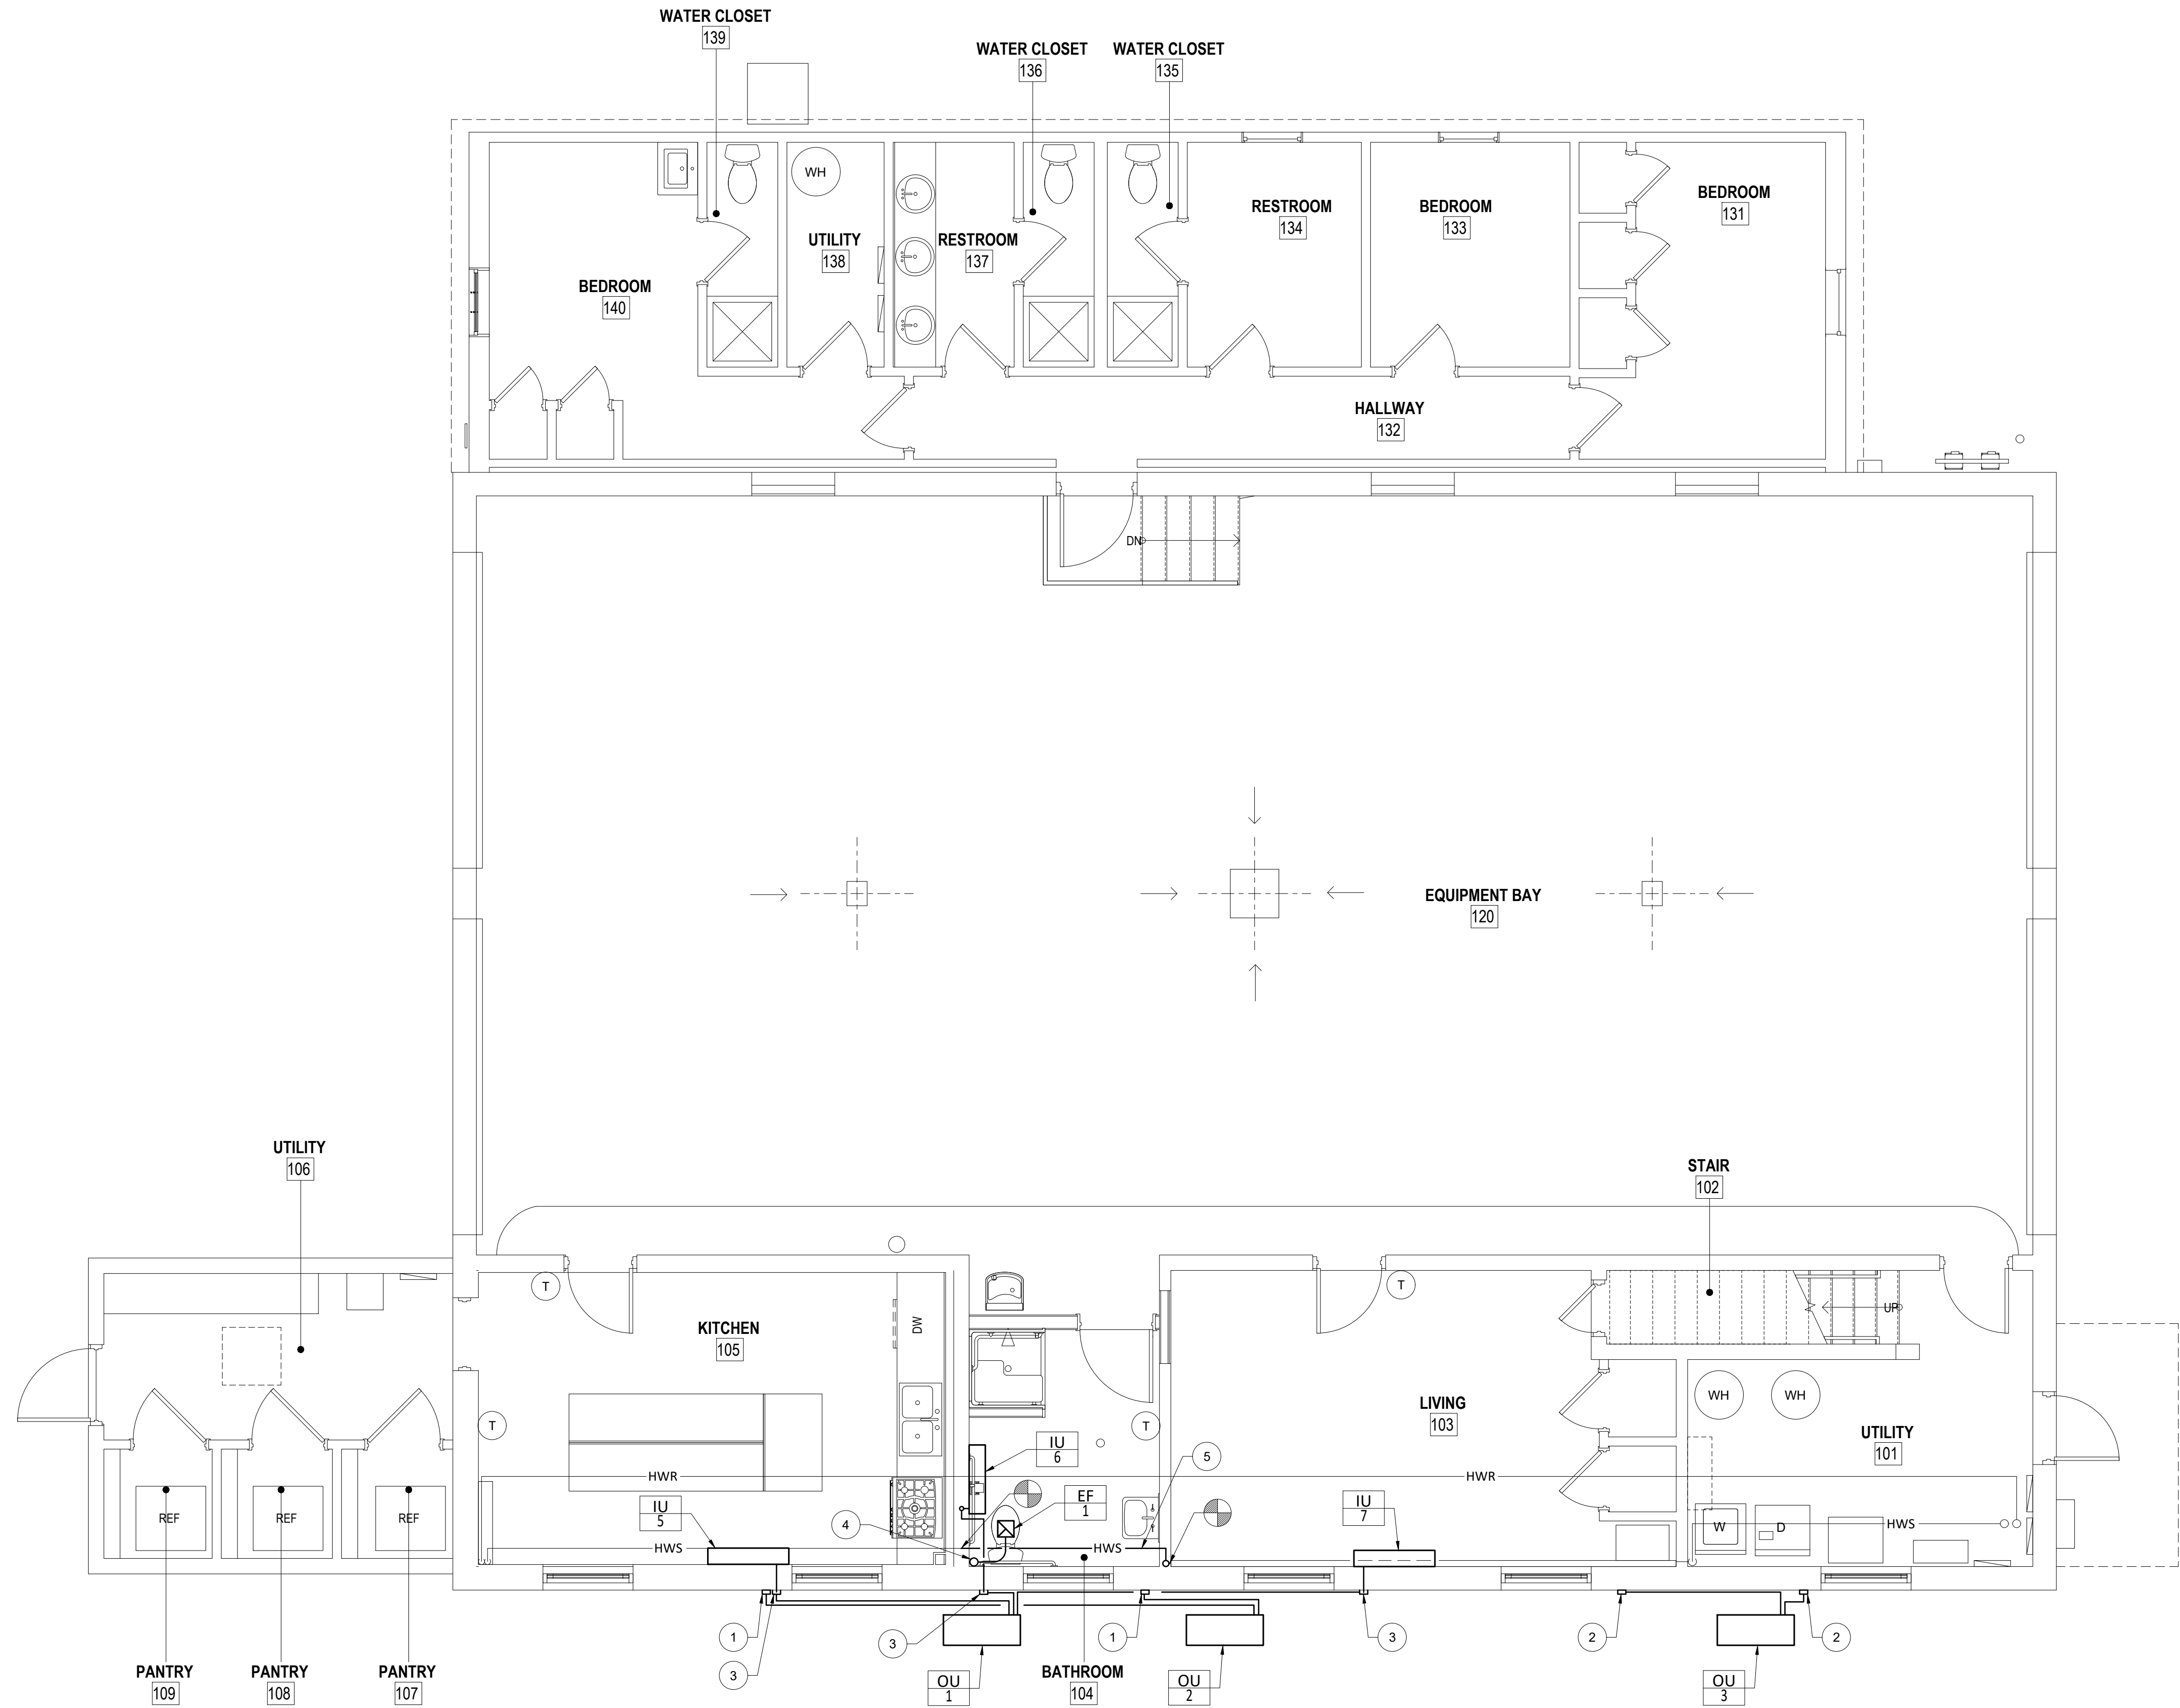 WATER CLOSET
139
WATER CLOSET
136
WATER CLOSET
135
WH
BEDROOM
140
UTILITY
138
RESTROOM
137
RESTROOM
134
BEDROOM
133
BEDROOM
131
HALLWAY
132
DN
EQUIPMENT BAY
120
UTILITY
106
STAIR
102
T
T
KITCHEN
105
DW
UP
LIVING
103
WH
WH
T
T
UTILITY
101
IU
6
5
HWR
HWR
REF
REF
REF
IU
5
4
EF
1
IU
7
W
D
HWS
HWS
HWS
1
3
3
1
3
2
2
PANTRY
109
PANTRY
108
PANTRY
107
OU
1
BATHROOM
104
OU
2
OU
3